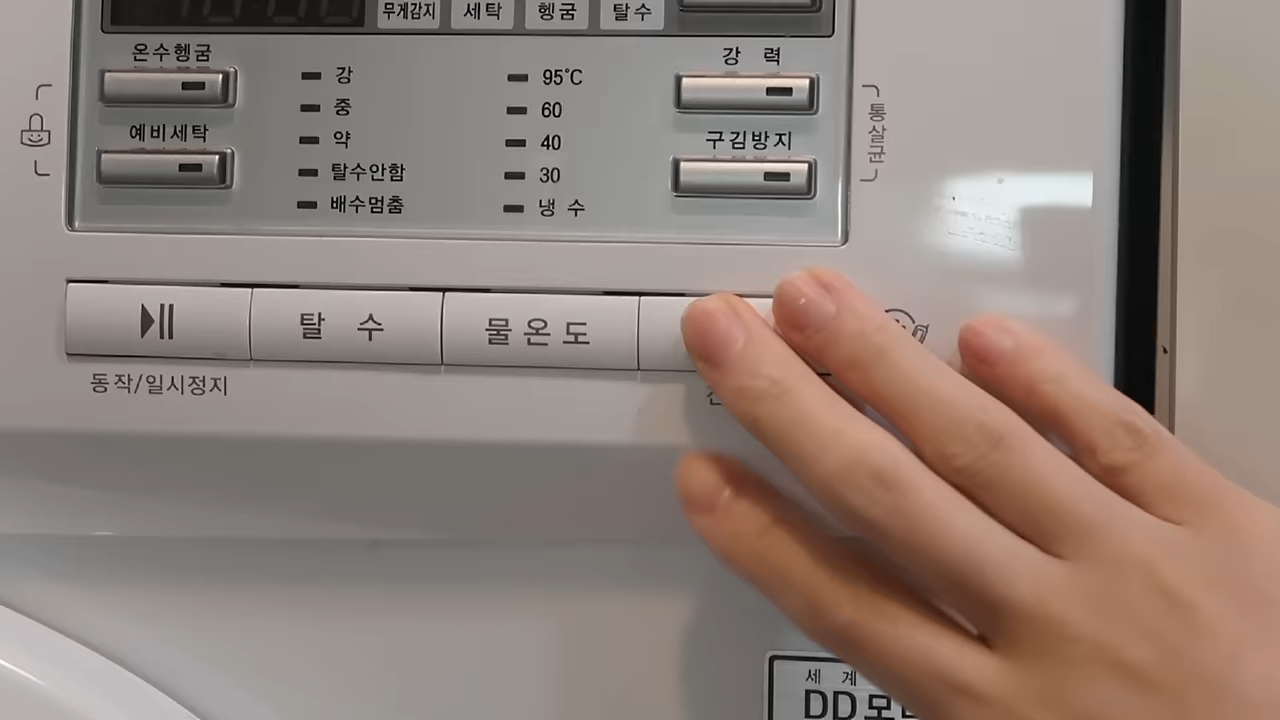 무게감지 세탁 헹굼 탈수
온수헹굼
예비세탁
강
중
약
탈수안함
배수멈춤
95°C
60
40
30
냉 수
강 력
구김방지
통살균
탈 수
물온도
동작/일시정지
세 계
DD모터